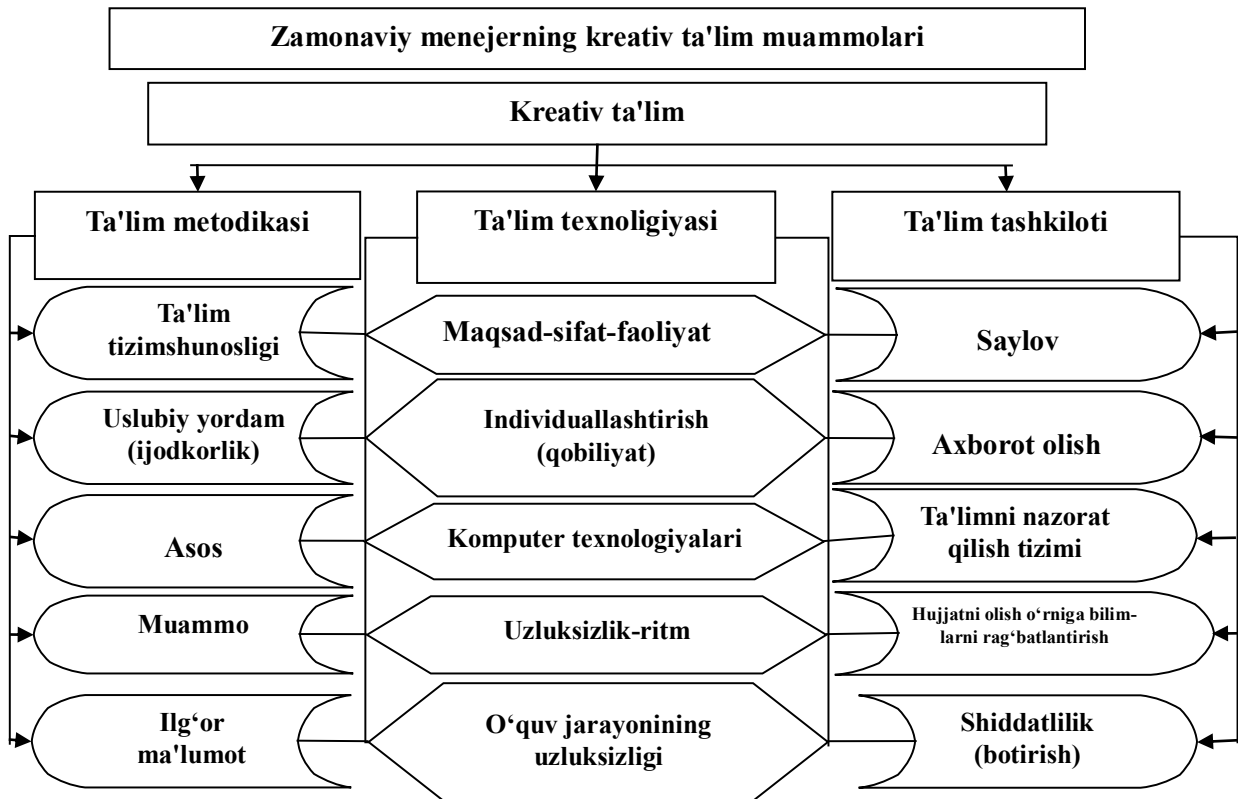 Zamonaviy menejerning kreativ ta'lim muammolari
Kreativ ta'lim
Ta'lim metodikasi
Ta'lim texnoligiyasi
Ta'lim tashkiloti
Ta'lim
tizimshunosligi
Maqsad-sifat-faoliyat
Saylov
Uslubiy yordam
(ijodkorlik)
Individuallashtirish
(qobiliyat)
Axborot olish
Asos
Komputer texnologiyalari
Ta'limni nazorat
qilish tizimi
Muammo
Uzluksizlik-ritm
Hujjatni olish o‘rniga bilim-
larni rag‘batlantirish
Ilg‘or
ma'lumot
O‘quv jarayonining
uzluksizligi
Shiddatlilik
(botirish)